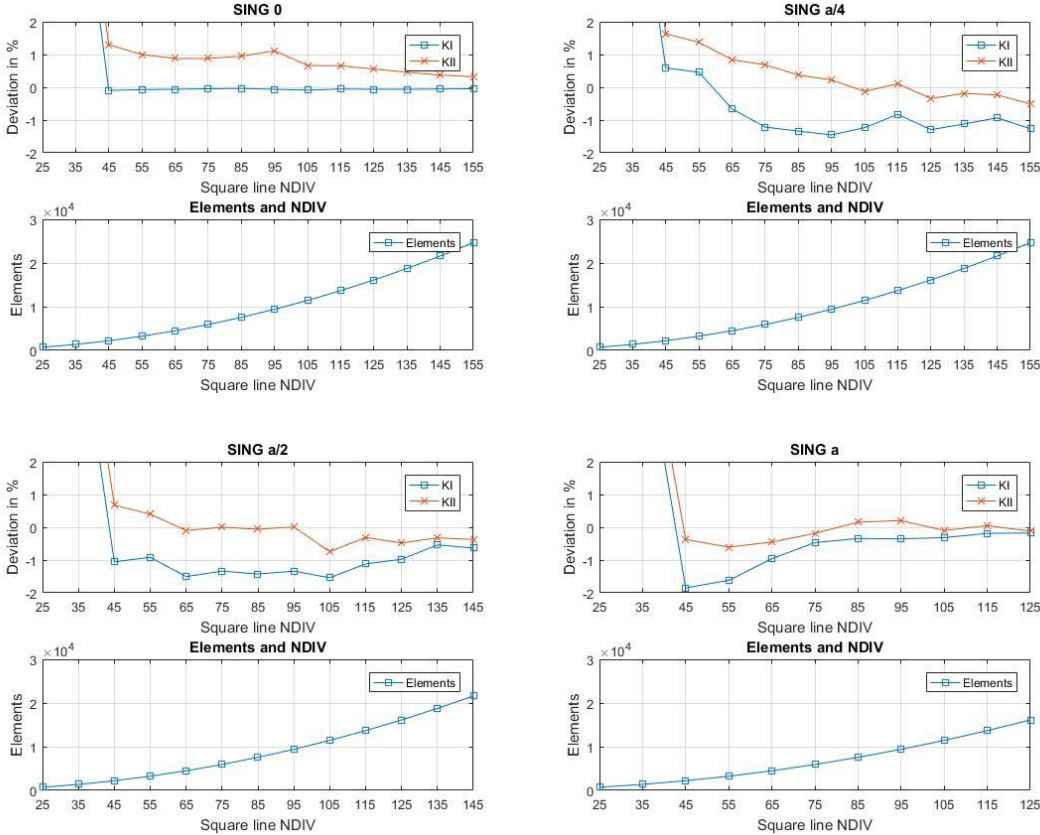 SING 0
Deviation in %
2
1
0
-1
-2
KI
KII
25 35 45 55 65 75 85 95 105 115 125 135 145 155
Square line NDIV
Elements and NDIV
×10⁴
Elements
3
2
1
0
Elements
25 35 45 55 65 75 85 95 105 115 125 135 145 155
Square line NDIV
SING a/4
Deviation in %
2
1
0
-1
-2
KI
KII
25 35 45 55 65 75 85 95 105 115 125 135 145 155
Square line NDIV
Elements and NDIV
×10⁴
Elements
3
2
1
0
Elements
25 35 45 55 65 75 85 95 105 115 125 135 145 155
Square line NDIV
SING a/2
Deviation in %
2
1
0
-1
-2
KI
KII
25 35 45 55 65 75 85 95 105 115 125 135 145
Square line NDIV
Elements and NDIV
×10⁴
Elements
3
2
1
0
Elements
25 35 45 55 65 75 85 95 105 115 125 135 145
Square line NDIV
SING a
Deviation in %
2
1
0
-1
-2
KI
KII
25 35 45 55 65 75 85 95 105 115 125
Square line NDIV
Elements and NDIV
×10⁴
Elements
3
2
1
0
Elements
25 35 45 55 65 75 85 95 105 115 125
Square line NDIV